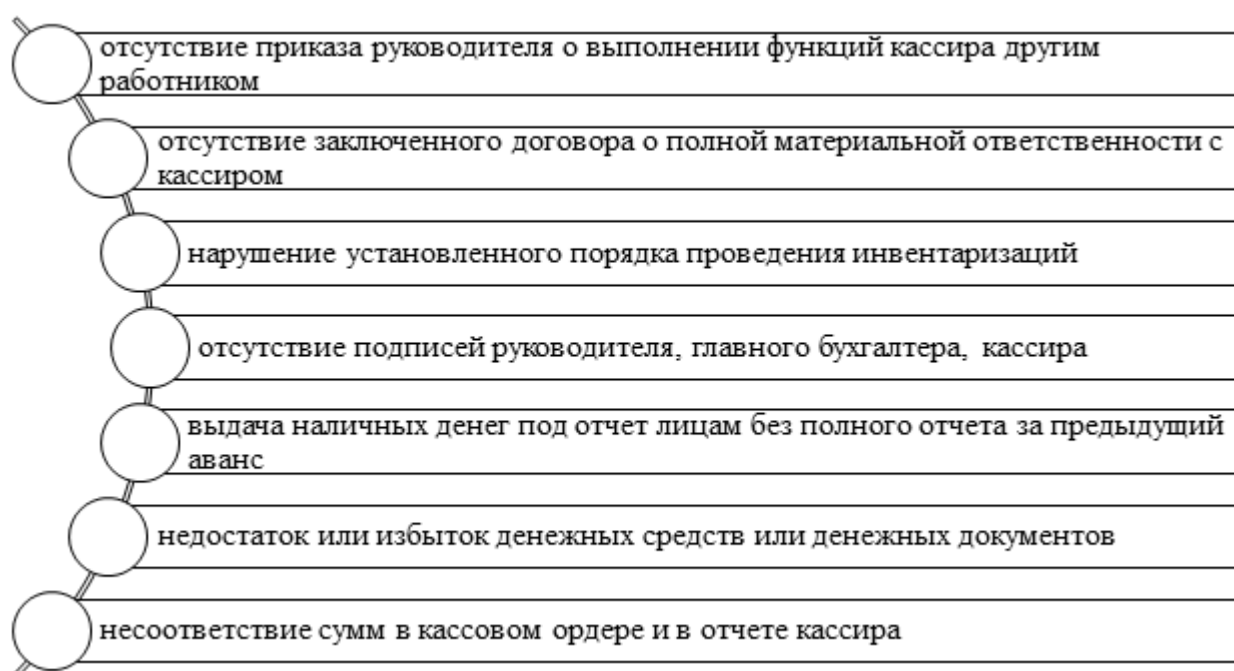 отсутствие приказа руководителя о выполнении функций кассира другим
работником
отсутствие заключенного договора о полной материальной ответственности с
кассиром
нарушение установленного порядка проведения инвентаризаций
отсутствие подписей руководителя, главного бухгалтера, кассира
выдача наличных денег под отчет лицам без полного отчета за предыдущий
аванс
недостаток или избыток денежных средств или денежных документов
несоответствие сумм в кассовом ордере и в отчете кассира